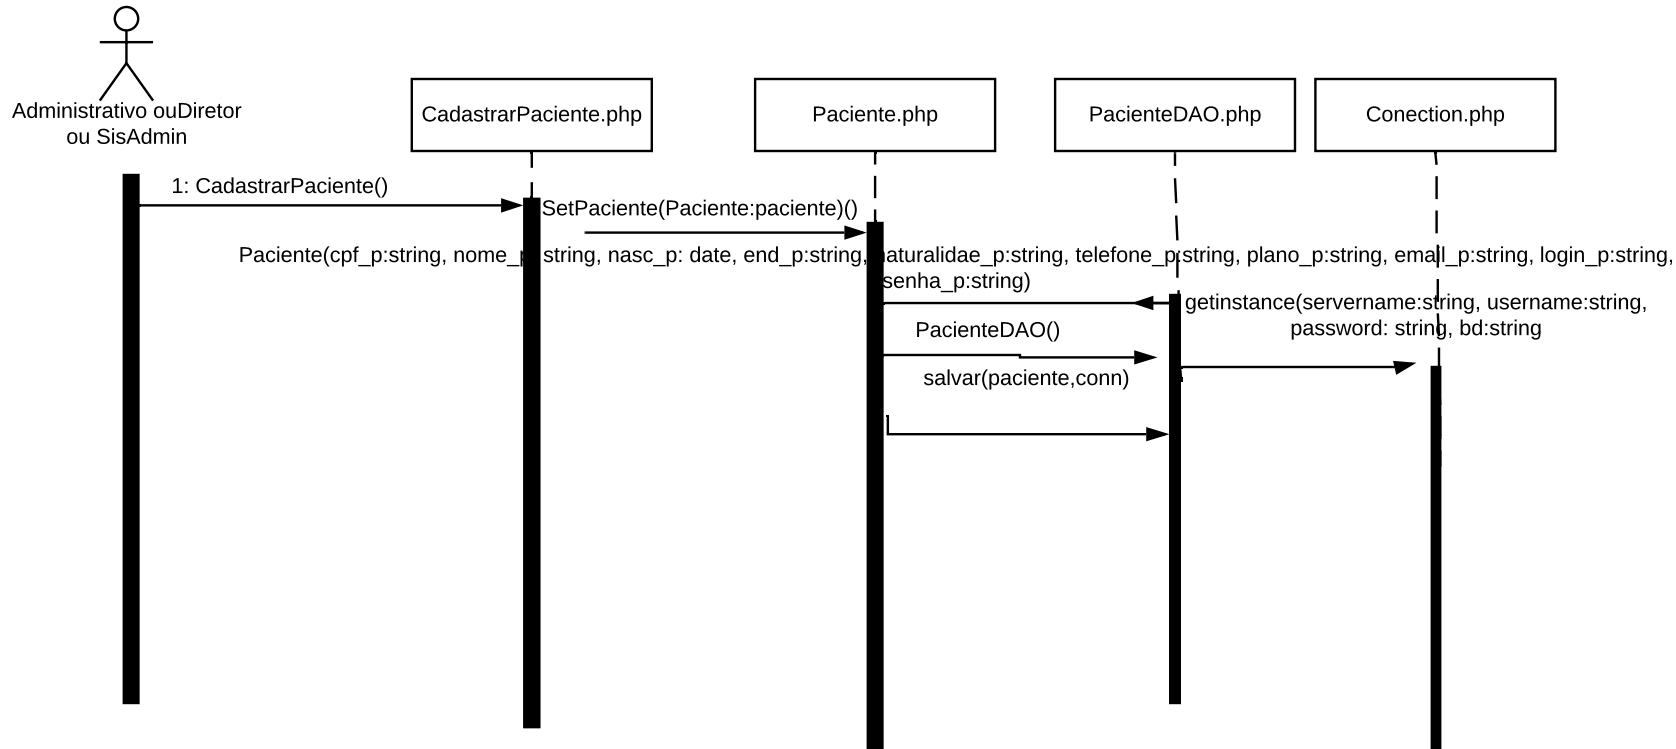 Administrativo ouDiretor
ou SisAdmin
CadastrarPaciente.php
Paciente.php
PacienteDAO.php
Conection.php
1: CadastrarPaciente()
SetPaciente(Paciente:paciente)()
Paciente(cpf_p:string, nome_p: string, nasc_p: date, end_p:string, naturalidae_p:string, telefone_p:string, plano_p:string, email_p:string, login_p:string,
senha_p:string)
getinstance(servername:string, username:string,
password: string, bd:string
PacienteDAO()
salvar(paciente,conn)